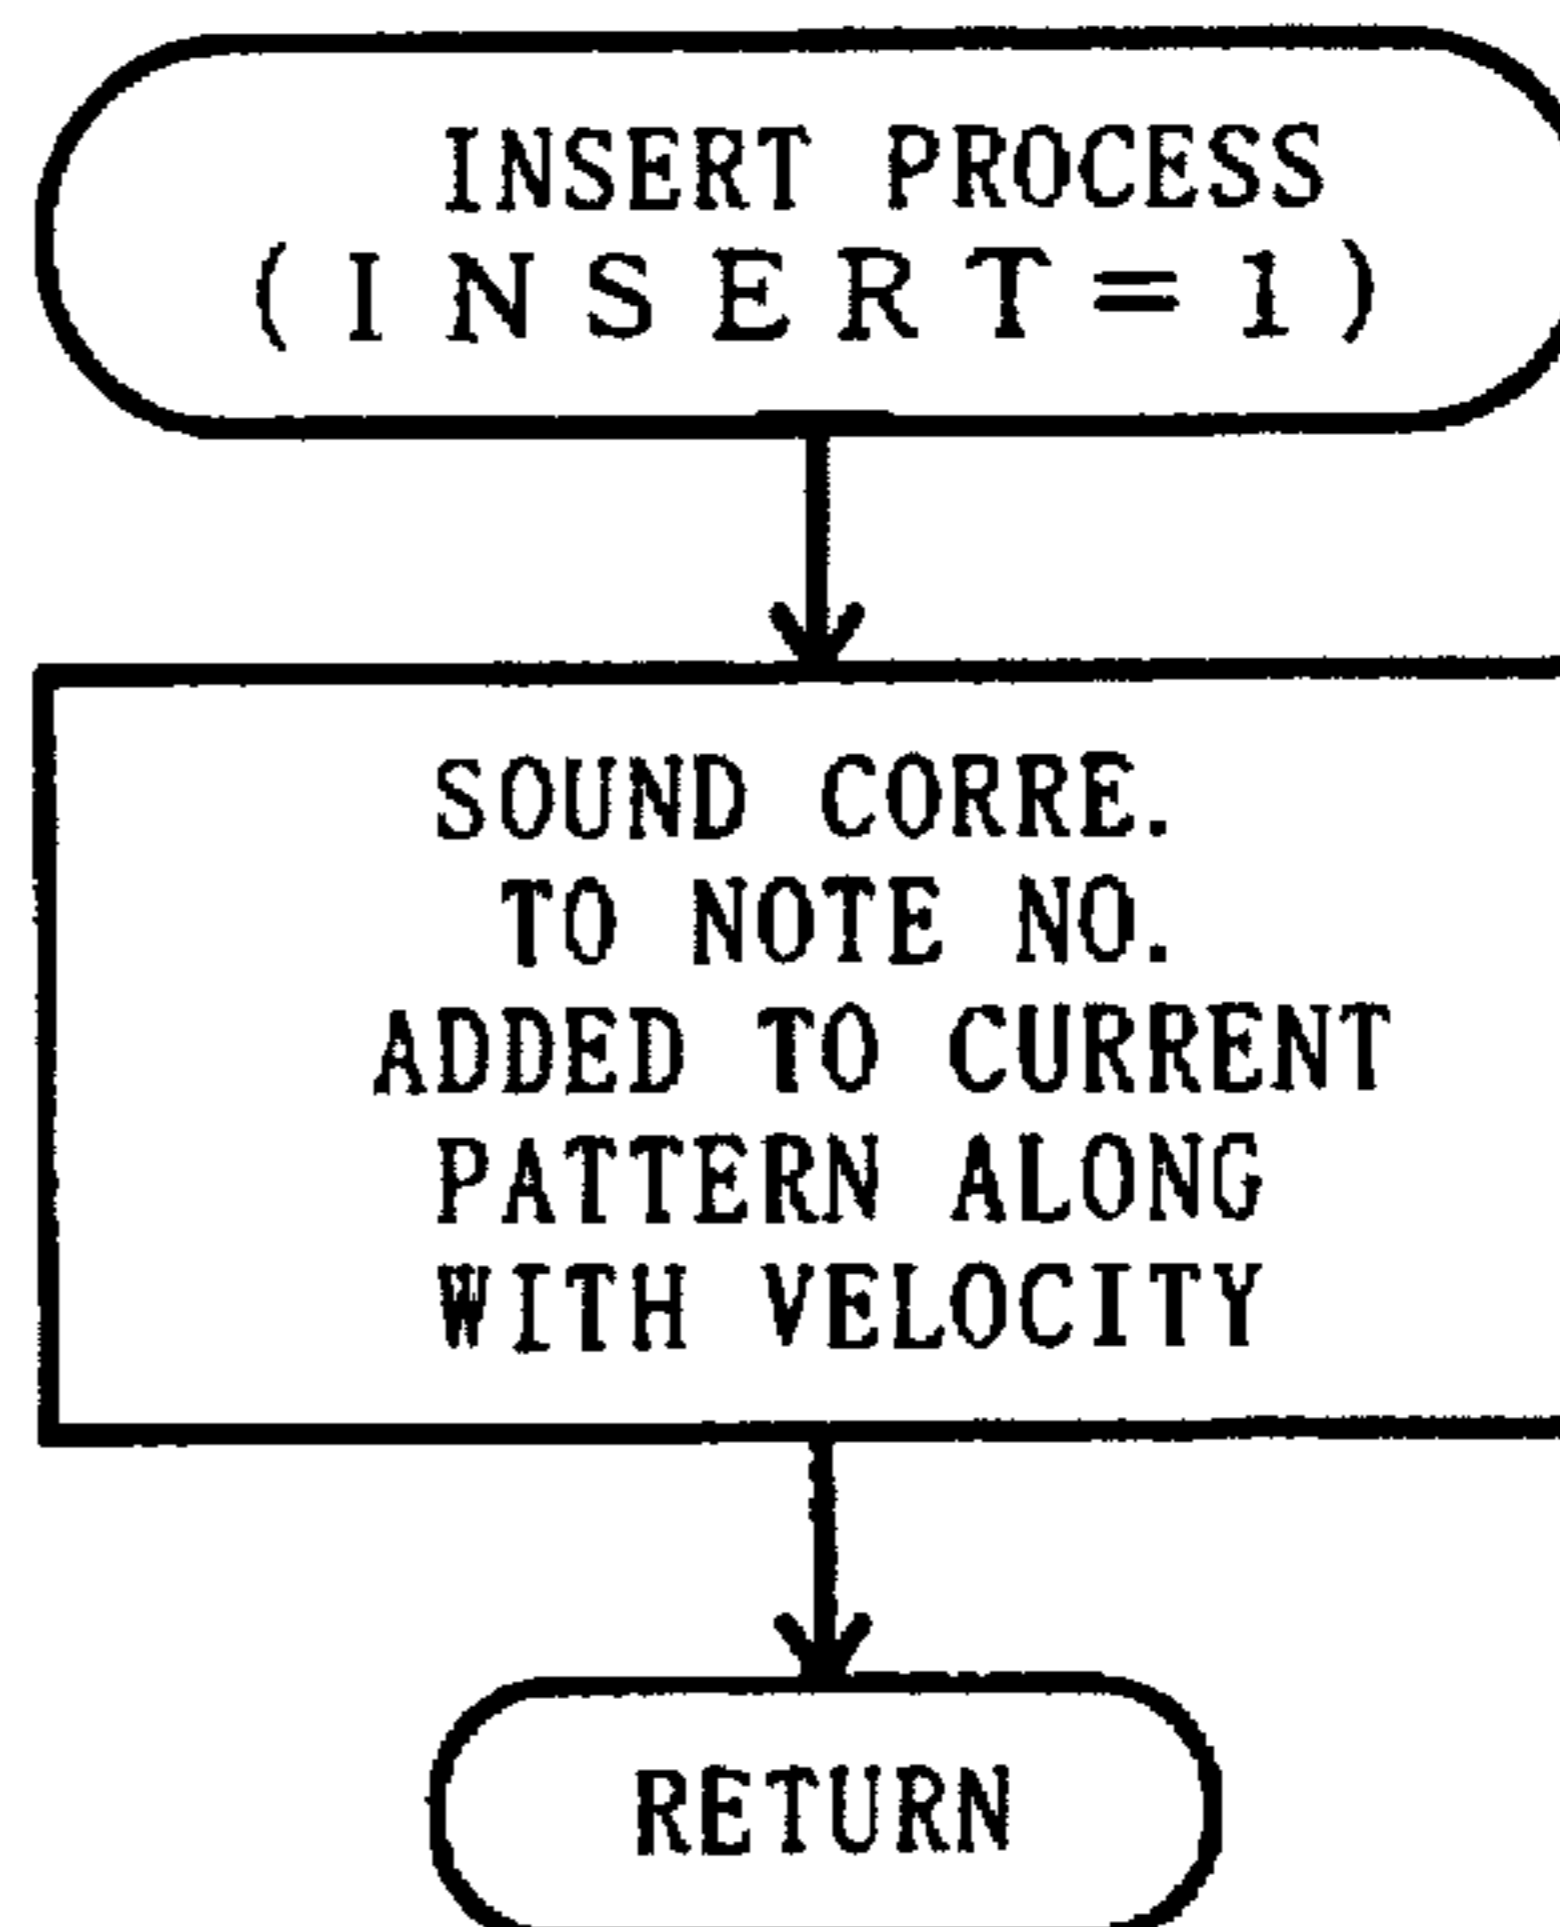 INSERT PROCESS
(INSERT=1)
SOUND CORRE.
TO NOTE NO.
ADDED TO CURRENT
PATTERN ALONG
WITH VELOCITY
RETURN